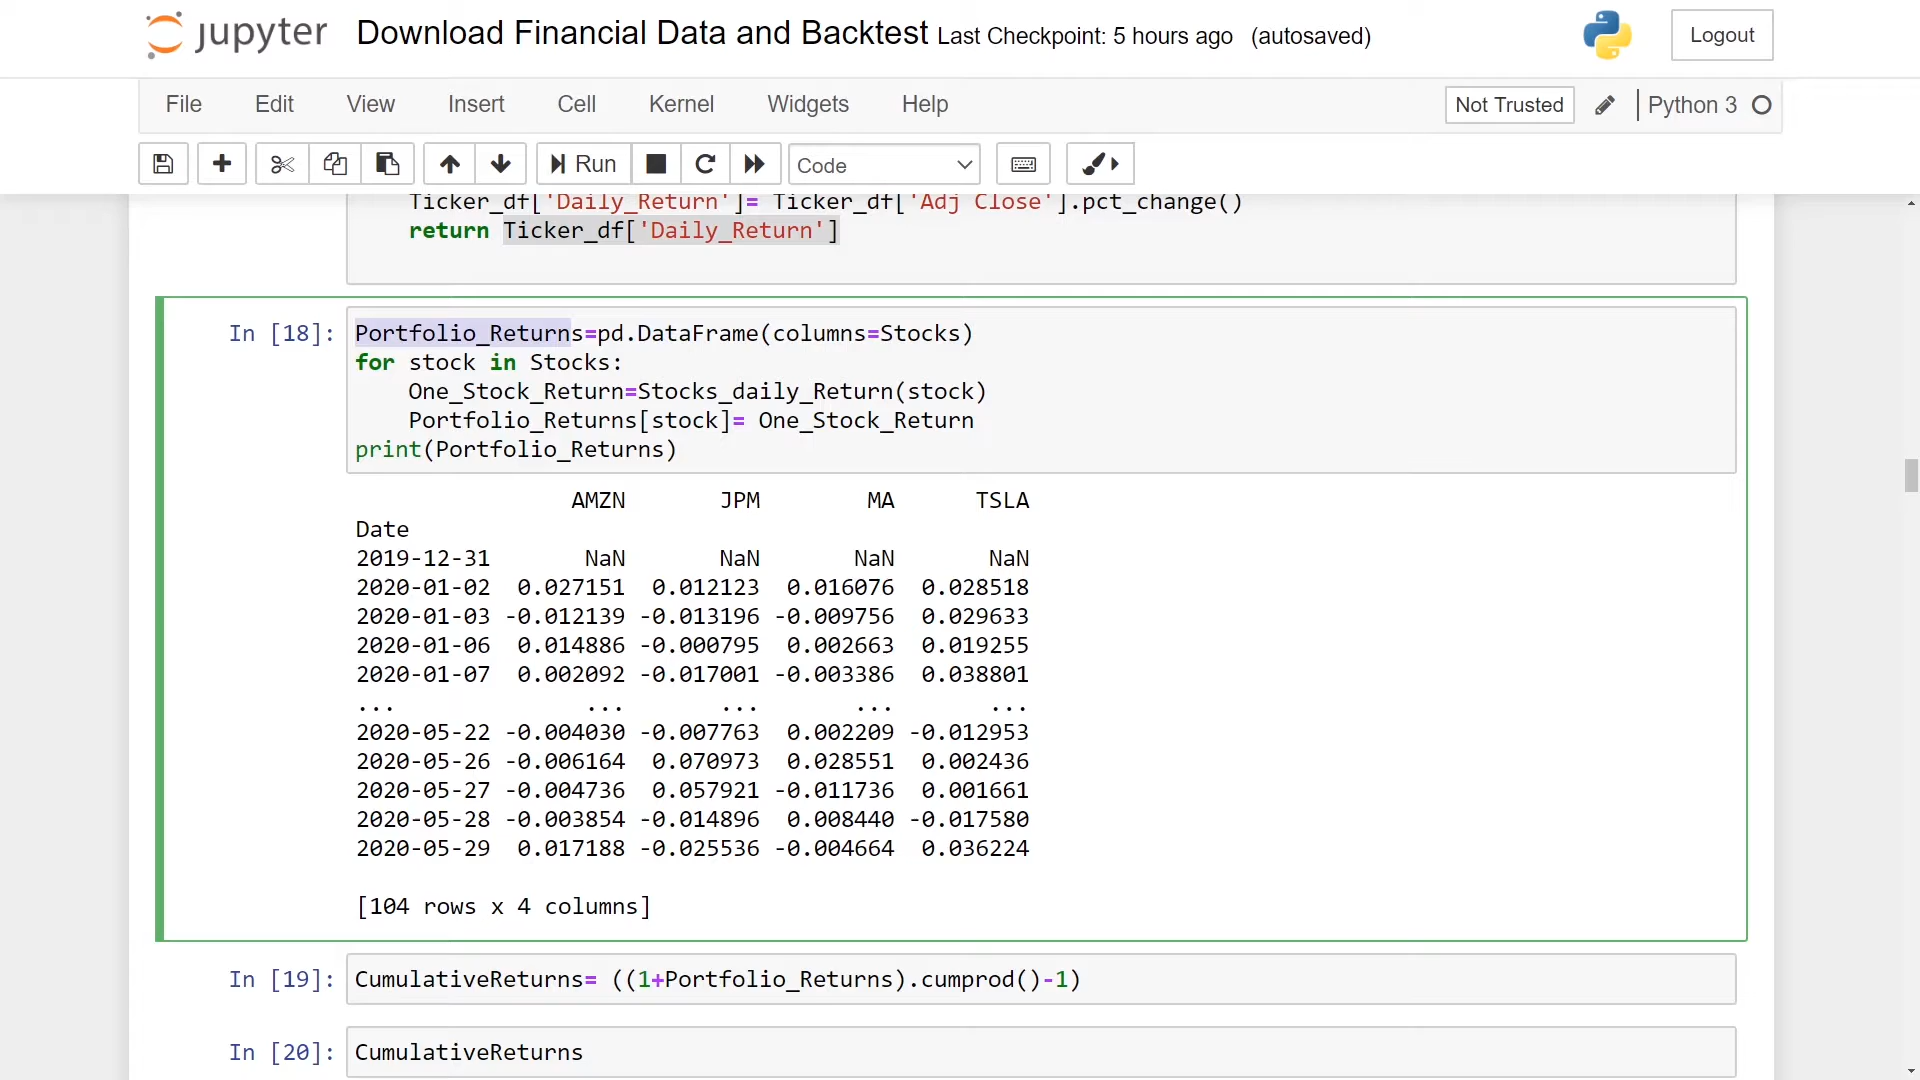 jupyter Download Financial Data and Backtest Last Checkpoint: 5 hours ago (autosaved) Logout
File Edit View Insert Cell Kernel Widgets Help Not Trusted Python 3
Run Code
Ticker_df['Daily_Return']= Ticker_df['Adj Close'].pct_change()
return Ticker_df['Daily_Return']
In [18]: Portfolio_Returns=pd.DataFrame(columns=Stocks)
for stock in Stocks:
One_Stock_Return=Stocks_daily_Return(stock)
Portfolio_Returns[stock]= One_Stock_Return
print(Portfolio_Returns)
AMZN JPM MA TSLA
Date
2019-12-31 NaN NaN NaN NaN
2020-01-02 0.027151 0.012123 0.016076 0.028518
2020-01-03 -0.012139 -0.013196 -0.009756 0.029633
2020-01-06 0.014886 -0.000795 0.002663 0.019255
2020-01-07 0.002092 -0.017001 -0.003386 0.038801
... ... ... ... ...
2020-05-22 -0.004030 -0.007763 0.002209 -0.012953
2020-05-26 -0.006164 0.070973 0.028551 0.002436
2020-05-27 -0.004736 0.057921 -0.011736 0.001661
2020-05-28 -0.003854 -0.014896 0.008440 -0.017580
2020-05-29 0.017188 -0.025536 -0.004664 0.036224
[104 rows x 4 columns]
In [19]: CumulativeReturns= ((1+Portfolio_Returns).cumprod()-1)
In [20]: CumulativeReturns